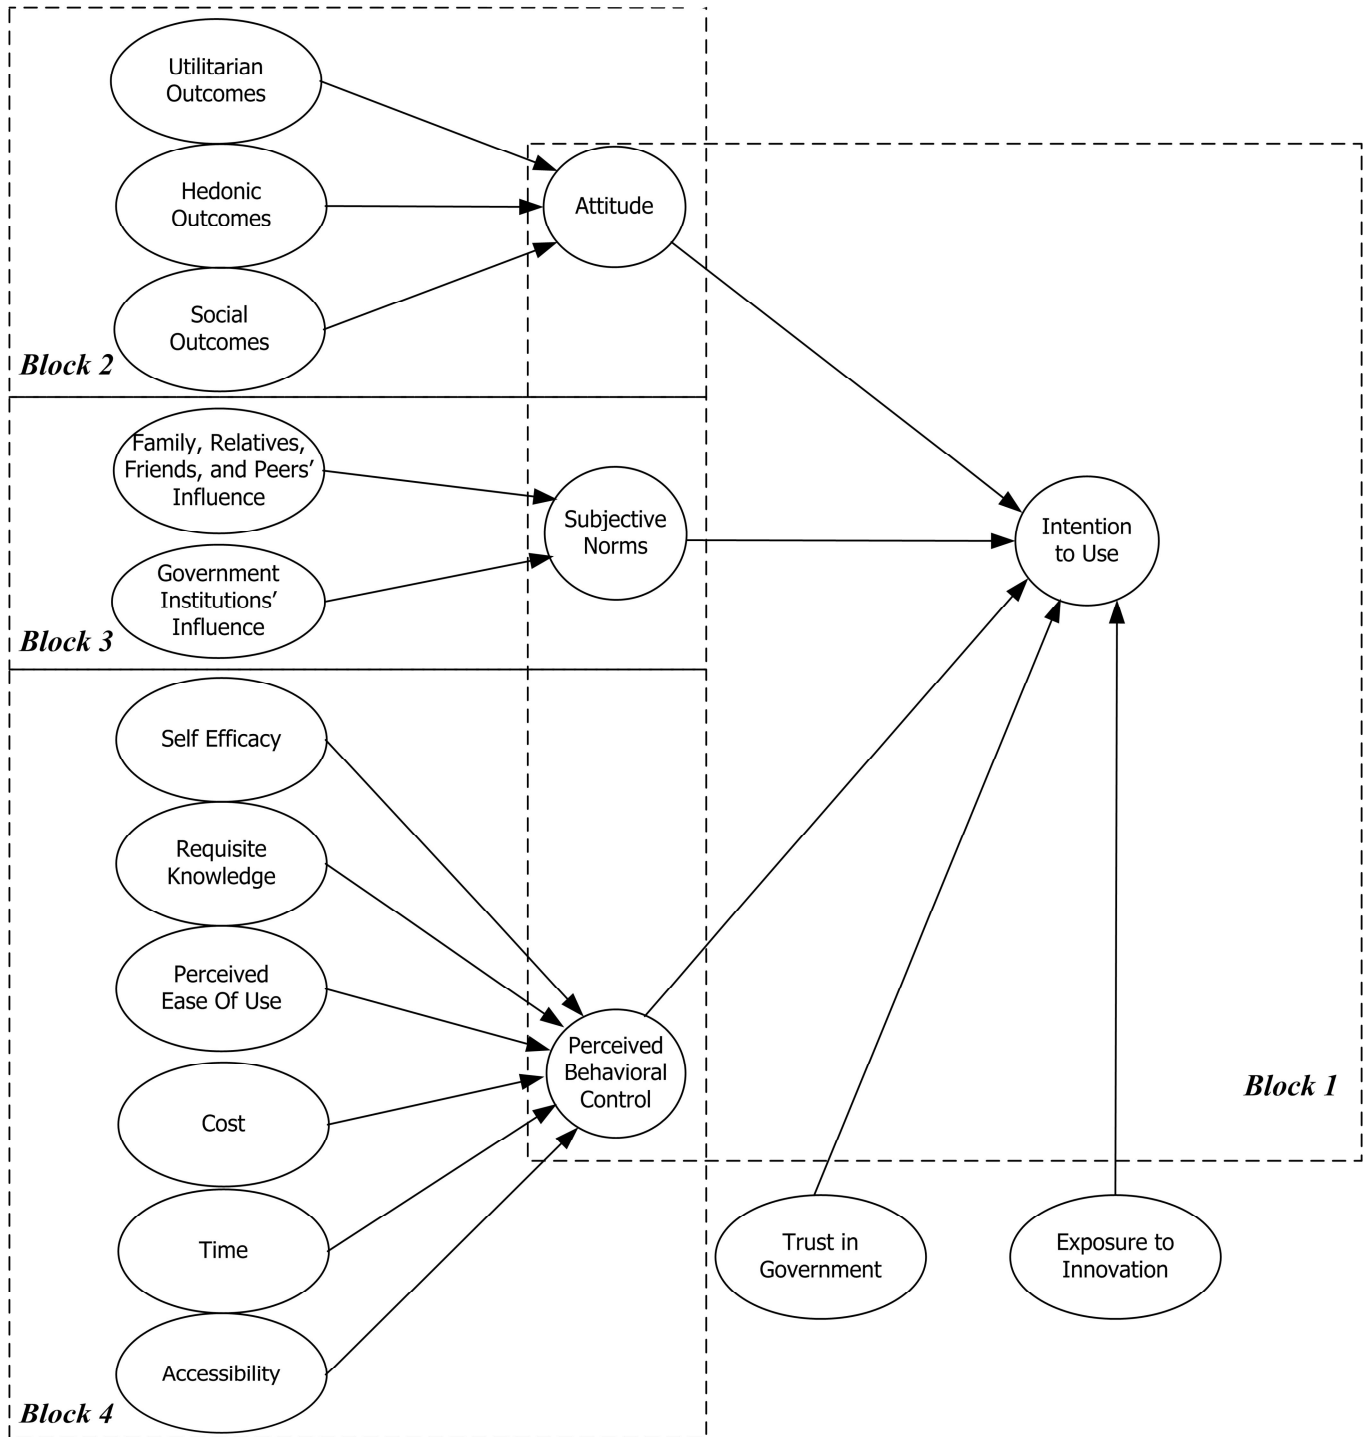 Utilitarian
Outcomes
Hedonic
Outcomes
Social
Outcomes
Attitude
Block 2
Family, Relatives,
Friends, and Peers’
Influence
Government
Institutions’
Influence
Subjective
Norms
Block 3
Intention
to Use
Self Efficacy
Requisite
Knowledge
Perceived
Ease Of Use
Cost
Time
Accessibility
Perceived
Behavioral
Control
Block 4
Block 1
Trust in
Government
Exposure to
Innovation